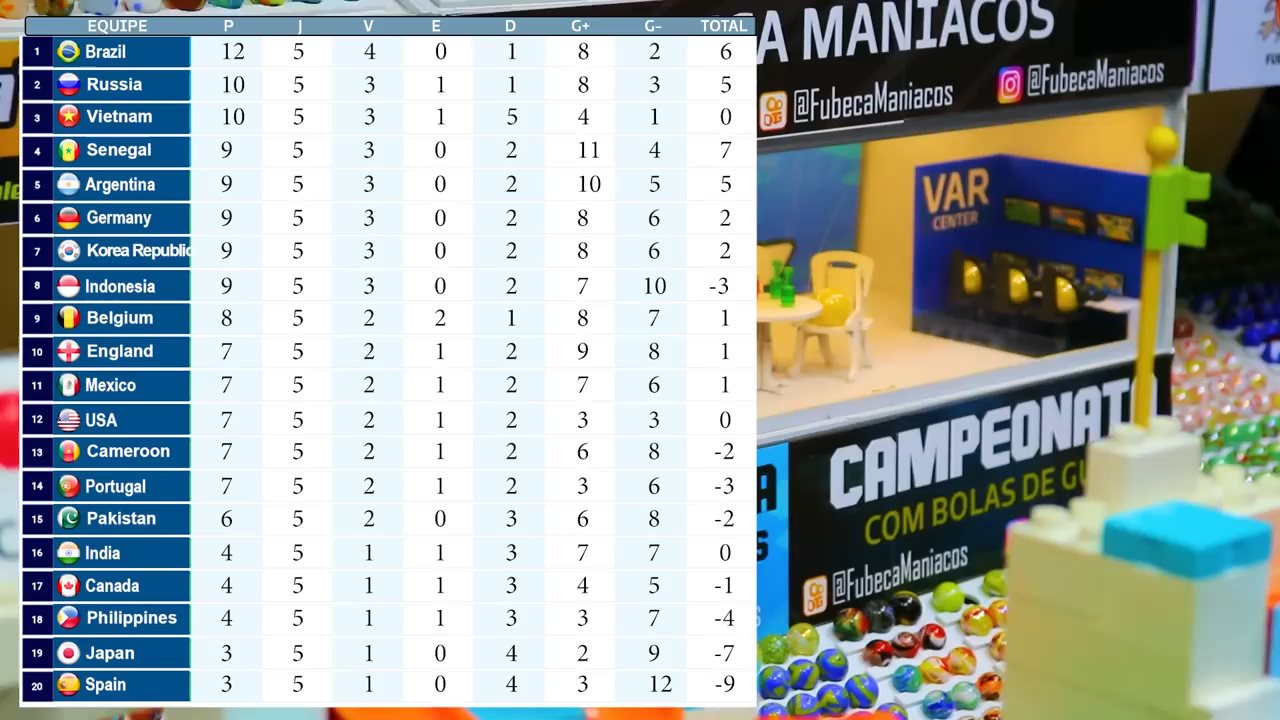 EQUIPE P J V E D G+ G- TOTAL
1 Brazil 12 5 4 0 1 8 2 6
2 Russia 10 5 3 1 1 8 3 5
3 Vietnam 10 5 3 1 5 4 1 0
4 Senegal 9 5 3 0 2 11 4 7
5 Argentina 9 5 3 0 2 10 5 5
6 Germany 9 5 3 0 2 8 6 2
7 Korea Republic 9 5 3 0 2 8 6 2
8 Indonesia 9 5 3 0 2 7 10 -3
9 Belgium 8 5 2 2 1 8 7 1
10 England 7 5 2 1 2 9 8 1
11 Mexico 7 5 2 1 2 7 6 1
12 USA 7 5 2 1 2 3 3 0
13 Cameroon 7 5 2 1 2 6 8 -2
14 Portugal 7 5 2 1 2 3 6 -3
15 Pakistan 6 5 2 0 3 6 8 -2
16 India 4 5 1 1 3 7 7 0
17 Canada 4 5 1 1 3 4 5 -1
18 Philippines 4 5 1 1 3 3 7 -4
19 Japan 3 5 1 0 4 2 9 -7
20 Spain 3 5 1 0 4 3 12 -9
A MANIACOS
@FubecaManiacos
@FubecaManiacos
VAR
CENTER
CAMPEONAT
COM BOLAS DE GU
@FubecaManiacos